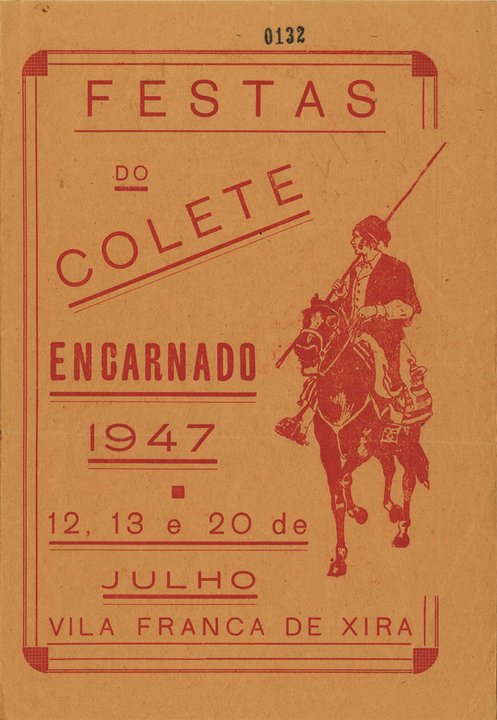 0132
FESTAS
DO
COLETE
ENCARNADO
1947
12, 13 e 20 de
JULHO
VILA FRANCA DE XIRA